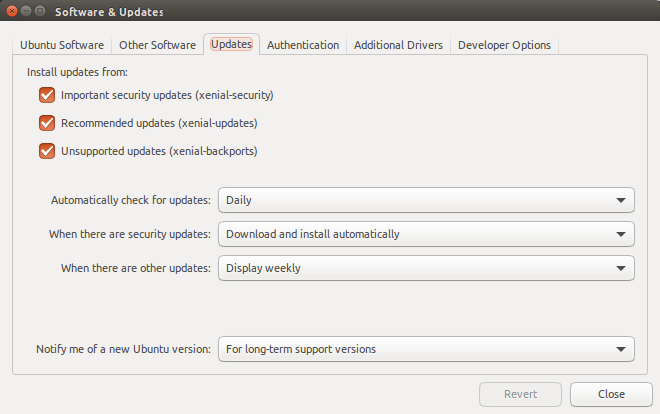 Software & Updates
Ubuntu Software Other Software Updates Authentication Additional Drivers Developer Options
Install updates from:
Important security updates (xenial-security)
Recommended updates (xenial-updates)
Unsupported updates (xenial-backports)
Automatically check for updates: Daily
When there are security updates: Download and install automatically
When there are other updates: Display weekly
Notify me of a new Ubuntu version: For long-term support versions
Revert Close